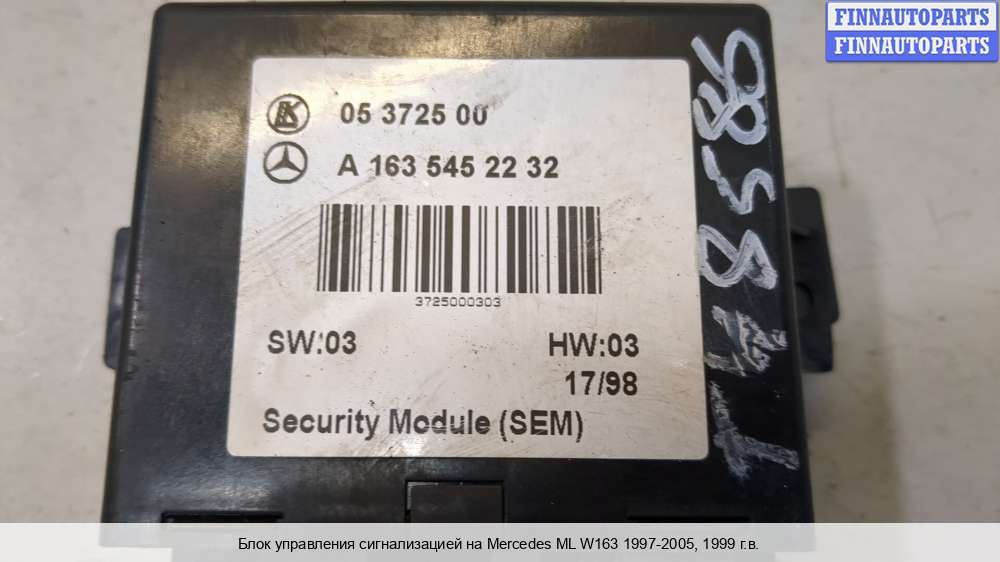 FINNAUTOPARTS
FINNAUTOPARTS
05 3725 00
A 163 545 22 32
3725000303
SW:03
HW:03
17/98
Security Module (SEM)
Блок управления сигнализацией на Mercedes ML W163 1997-2005, 1999 г.в.